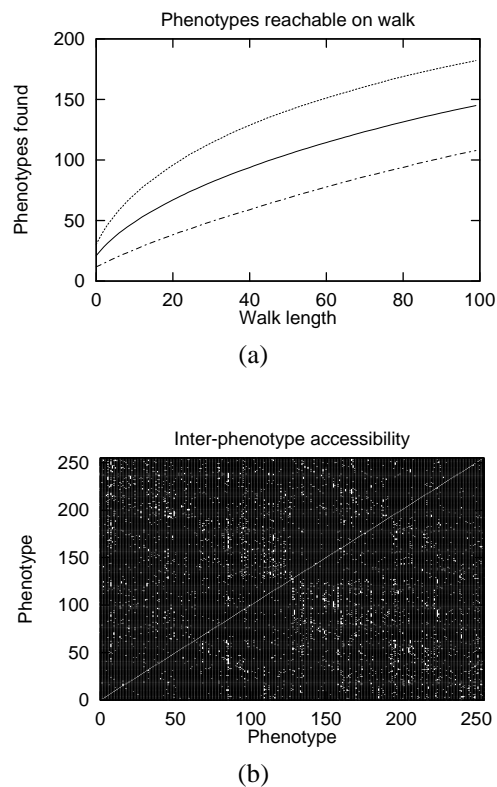 Phenotypes reachable on walk
200
150
100
50
0
Phenotypes found
0 20 40 60 80 100
Walk length
(a)
Inter-phenotype accessibility
250
200
150
100
50
0
Phenotype
0 50 100 150 200 250
Phenotype
(b)